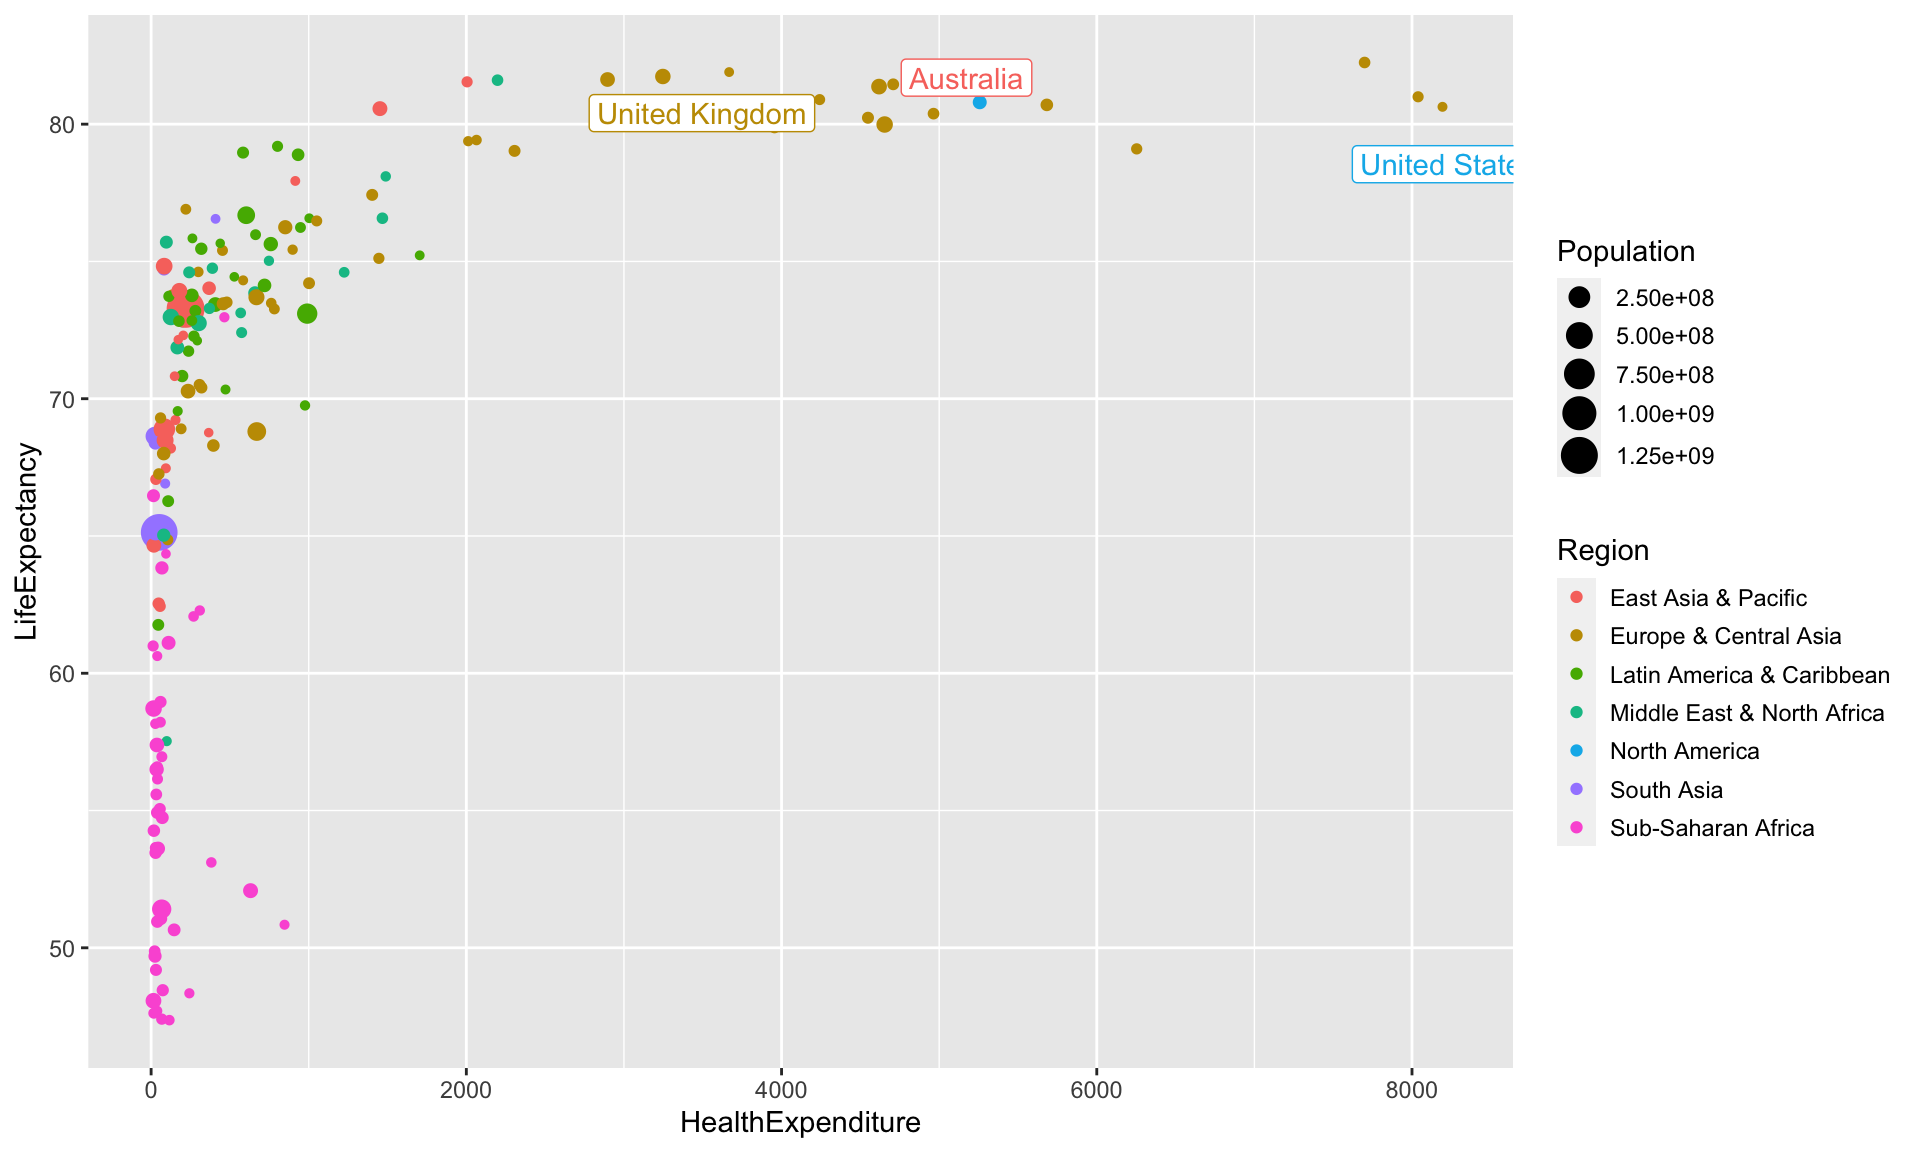 Australia
United Kingdom
United State
80
70
60
50
LifeExpectancy
0 2000 4000 6000 8000
HealthExpenditure
Population
2.50e+08
5.00e+08
7.50e+08
1.00e+09
1.25e+09
Region
East Asia & Pacific
Europe & Central Asia
Latin America & Caribbean
Middle East & North Africa
North America
South Asia
Sub-Saharan Africa